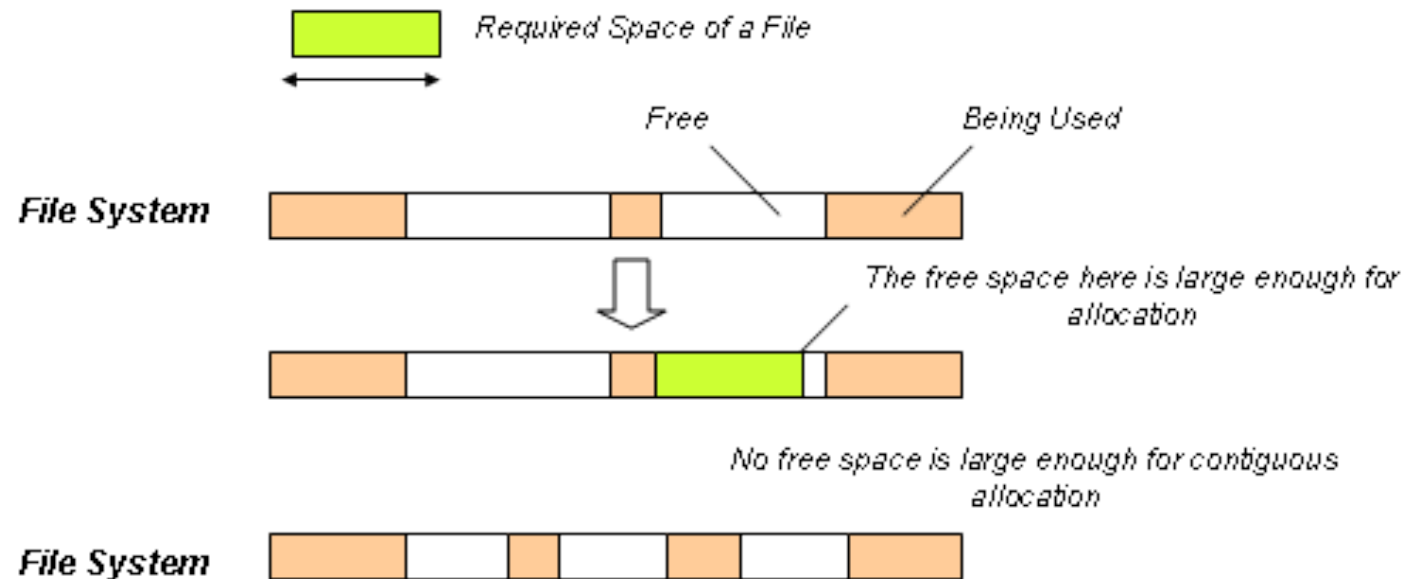 Required Space of a File
Free
Being Used
File System
The free space here is large enough for
allocation
No free space is large enough for contiguous
allocation
File System